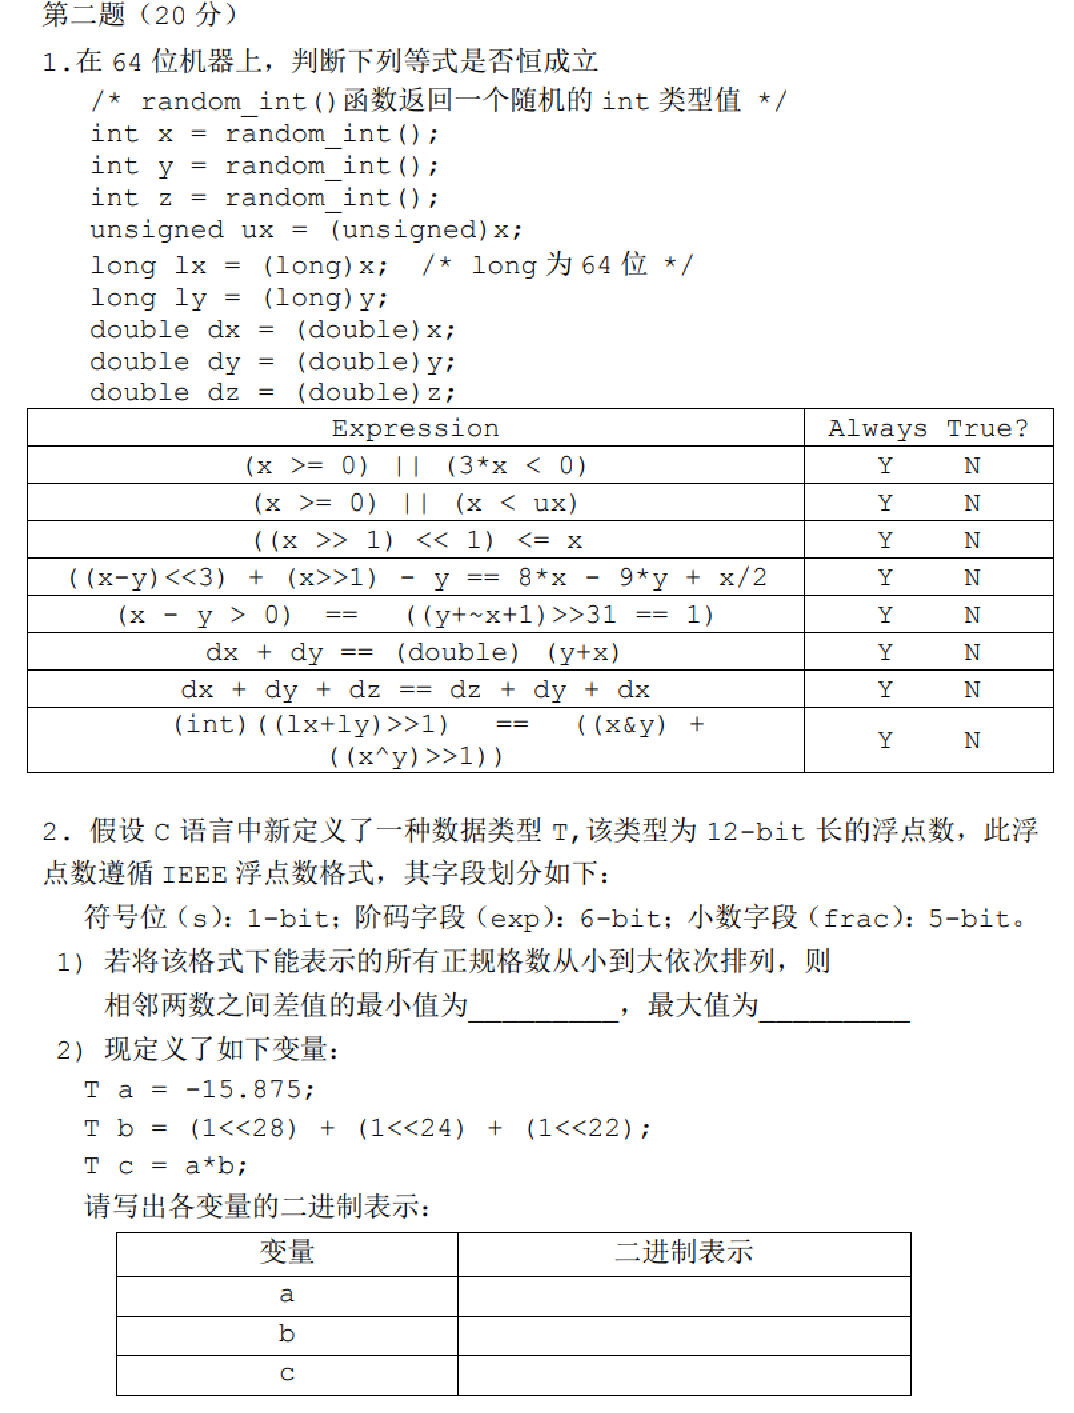 第二题（20 分）
1.在 64 位机器上，判断下列等式是否恒成立
/* random_int()函数返回一个随机的 int 类型值 */
int x = random_int();
int y = random_int();
int z = random_int();
unsigned ux = (unsigned)x;
long lx = (long)x; /* long 为 64 位 */
long ly = (long)y;
double dx = (double)x;
double dy = (double)y;
double dz = (double)z;
Expression Always True?
(x >= 0) || (3*x < 0) Y N
(x >= 0) || (x < ux) Y N
((x >> 1) << 1) <= x Y N
((x-y)<<3) + (x>>1) - y == 8*x - 9*y + x/2 Y N
(x - y > 0) == ((y+~x+1)>>31 == 1) Y N
dx + dy == (double) (y+x) Y N
dx + dy + dz == dz + dy + dx Y N
(int)((lx+ly)>>1) == ((x&y) +
((x^y)>>1)) Y N
2. 假设 C 语言中新定义了一种数据类型 T,该类型为 12-bit 长的浮点数，此浮
点数遵循 IEEE 浮点数格式，其字段划分如下：
符号位（s）：1-bit；阶码字段（exp）：6-bit；小数字段（frac）：5-bit。
1) 若将该格式下能表示的所有正规格数从小到大依次排列，则
相邻两数之间差值的最小值为_________，最大值为_________
2) 现定义了如下变量：
T a = -15.875;
T b = (1<<28) + (1<<24) + (1<<22);
T c = a*b;
请写出各变量的二进制表示：
变量 二进制表示
a
b
c